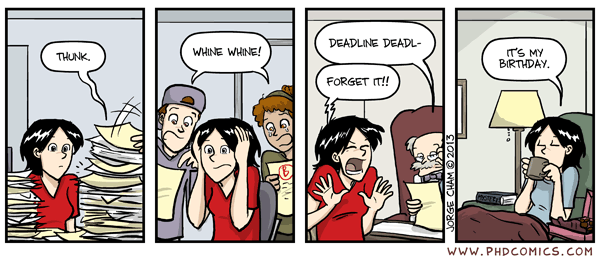 THUNK.
WHINE WHINE!
DEADLINE DEADL-
FORGET IT!!
JORGE CHAM © 2013
IT'S MY
BIRTHDAY.
WWW.PHDCOMICS.COM